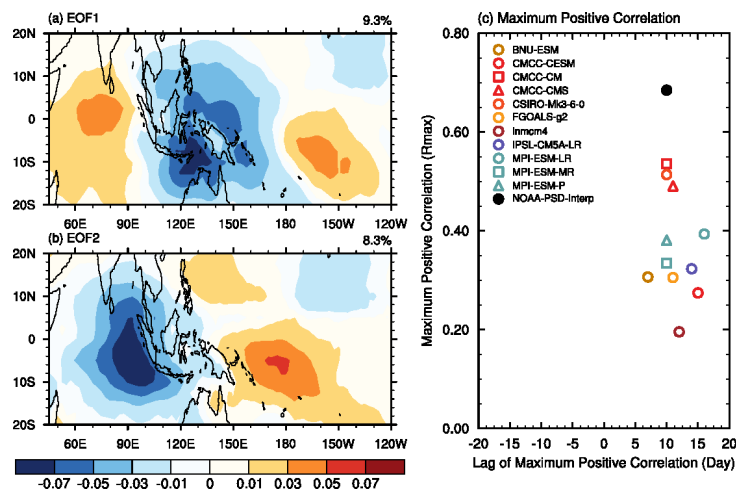 (a) EOF1 9.3%
20N
10N
0
10S
20S
60E 90E 120E 150E 180 150W 120W
(b) EOF2 8.3%
20N
10N
0
10S
20S
60E 90E 120E 150E 180 150W 120W
-0.07 -0.05 -0.03 -0.01 0 0.01 0.03 0.05 0.07
(c) Maximum Positive Correlation
BNU-ESM
CMCC-CESM
CMCC-CM
CMCC-CMS
CSIRO-Mk3-6-0
FGOALS-g2
Inmcm4
IPSL-CM5A-LR
MPI-ESM-LR
MPI-ESM-MR
MPI-ESM-P
NOAA-PSD-Interp
Maximum Positive Correlation (Rmax)
0.80
0.60
0.40
0.20
0.00
-20 -15 -10 -5 0 5 10 15 20
Lag of Maximum Positive Correlation (Day)